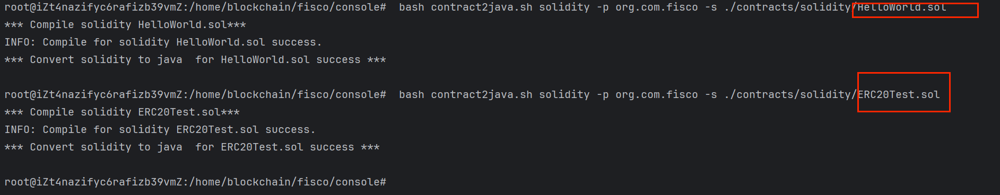 root@iZt4nazifyc6rafizb39vmZ:/home/blockchain/fisco/console#  bash contract2java.sh solidity -p org.com.fisco -s ./contracts/solidity/HelloWorld.sol
*** Compile solidity HelloWorld.sol***
INFO: Compile for solidity HelloWorld.sol success.
*** Convert solidity to java  for HelloWorld.sol success ***
root@iZt4nazifyc6rafizb39vmZ:/home/blockchain/fisco/console#  bash contract2java.sh solidity -p org.com.fisco -s ./contracts/solidity/ERC20Test.sol
*** Compile solidity ERC20Test.sol***
INFO: Compile for solidity ERC20Test.sol success.
*** Convert solidity to java  for ERC20Test.sol success ***
root@iZt4nazifyc6rafizb39vmZ:/home/blockchain/fisco/console#